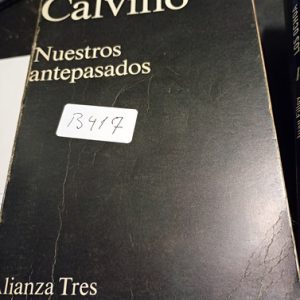 Calvino
Nuestros
antepasados
B417
Alianza Tres